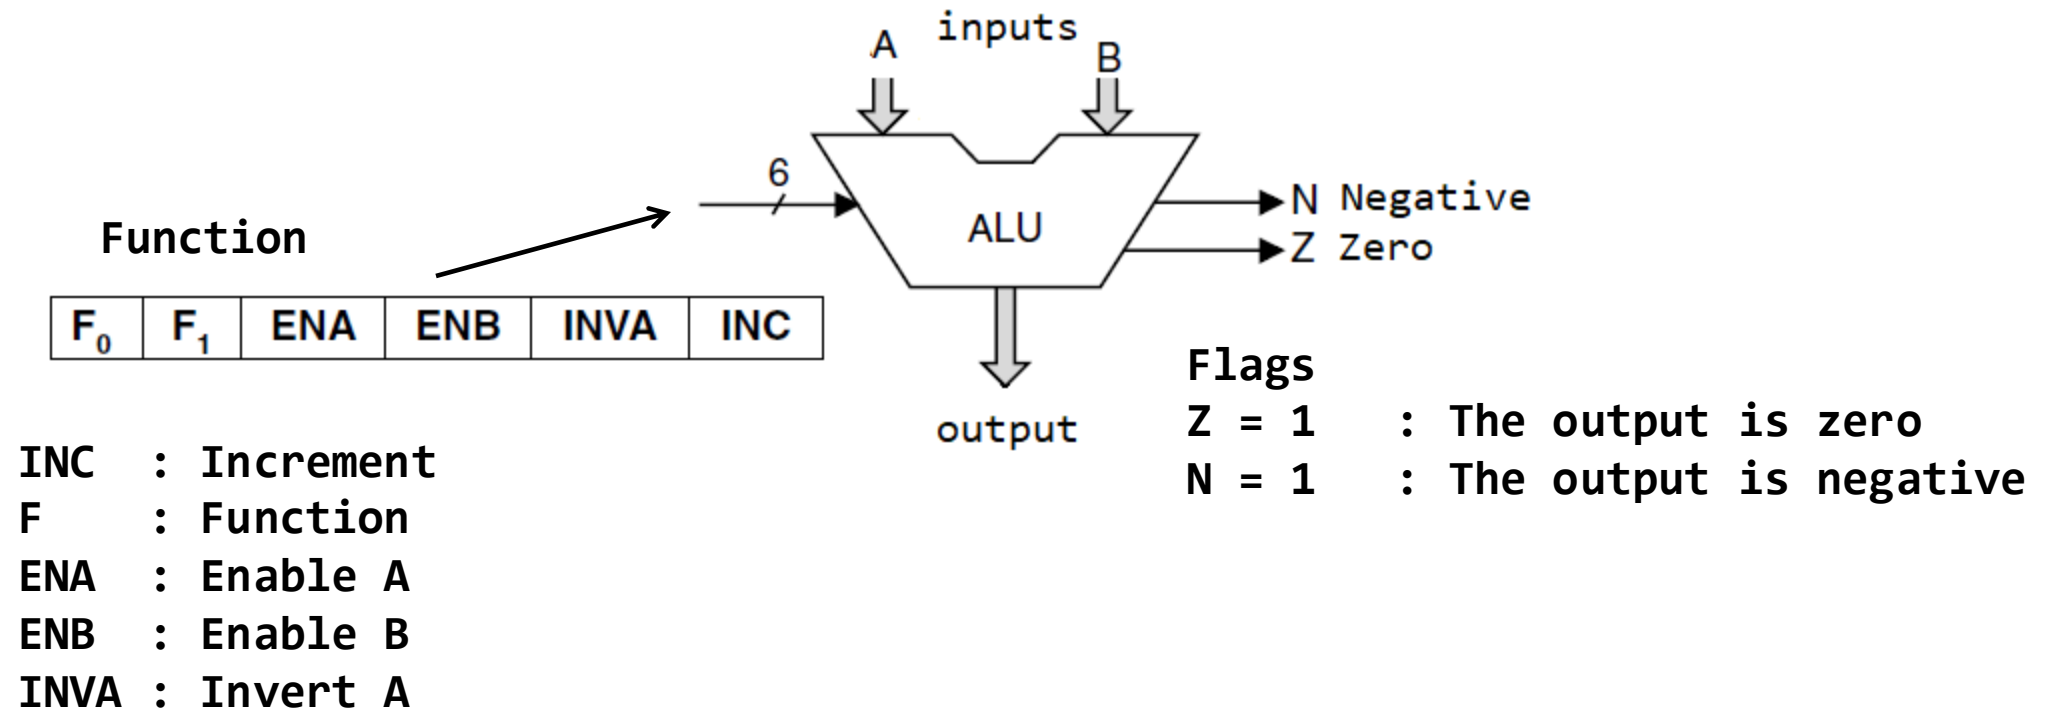 inputs
A
B
6
ALU
N Negative
Z Zero
Function
F0 F1 ENA ENB INVA INC
output
Flags
Z = 1 : The output is zero
N = 1 : The output is negative
INC : Increment
F : Function
ENA : Enable A
ENB : Enable B
INVA : Invert A